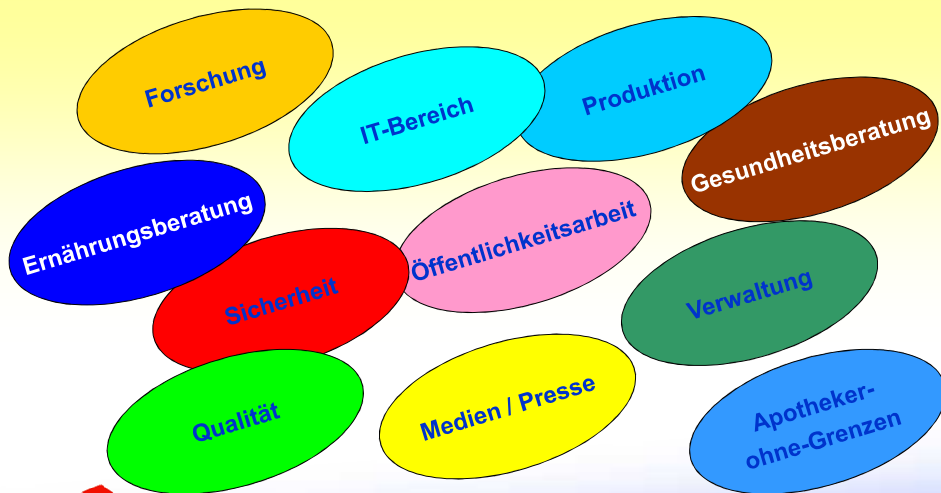 Forschung
IT-Bereich
Produktion
Gesundheitsberatung
Ernährungsberatung
Öffentlichkeitsarbeit
Sicherheit
Verwaltung
Qualität
Medien / Presse
Apotheker-
ohne-Grenzen